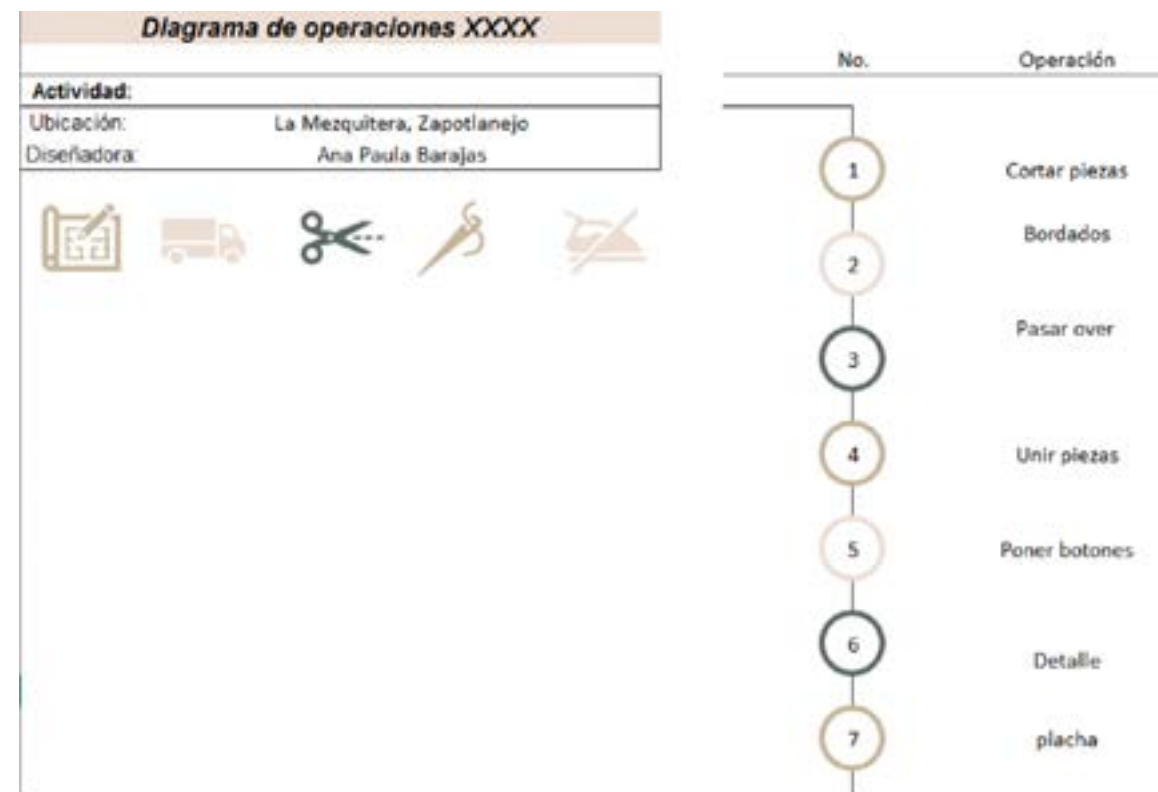 Diagrama de operaciones XXXX
Actividad:
Ubicación: La Mezquitera, Zapotlanejo
Diseñadora: Ana Paula Barajas
No. Operación
1 Cortar piezas
2 Bordados
3 Pasar over
4 Unir piezas
5 Poner botones
6 Detalle
7 placha